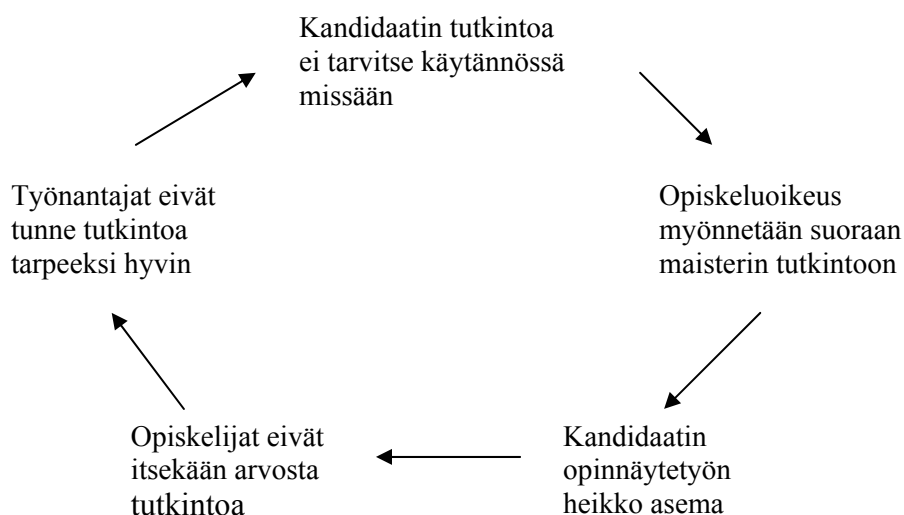 Kandidaatin tutkintoa
ei tarvitse käytännössä
missään
Opiskeluoikeus
myönnetään suoraan
maisterin tutkintoon
Kandidaatin
opinnäytetyön
heikko asema
Opiskelijat eivät
itsekään arvosta
tutkintoa
Työnantajat eivät
tunne tutkintoa
tarpeeksi hyvin